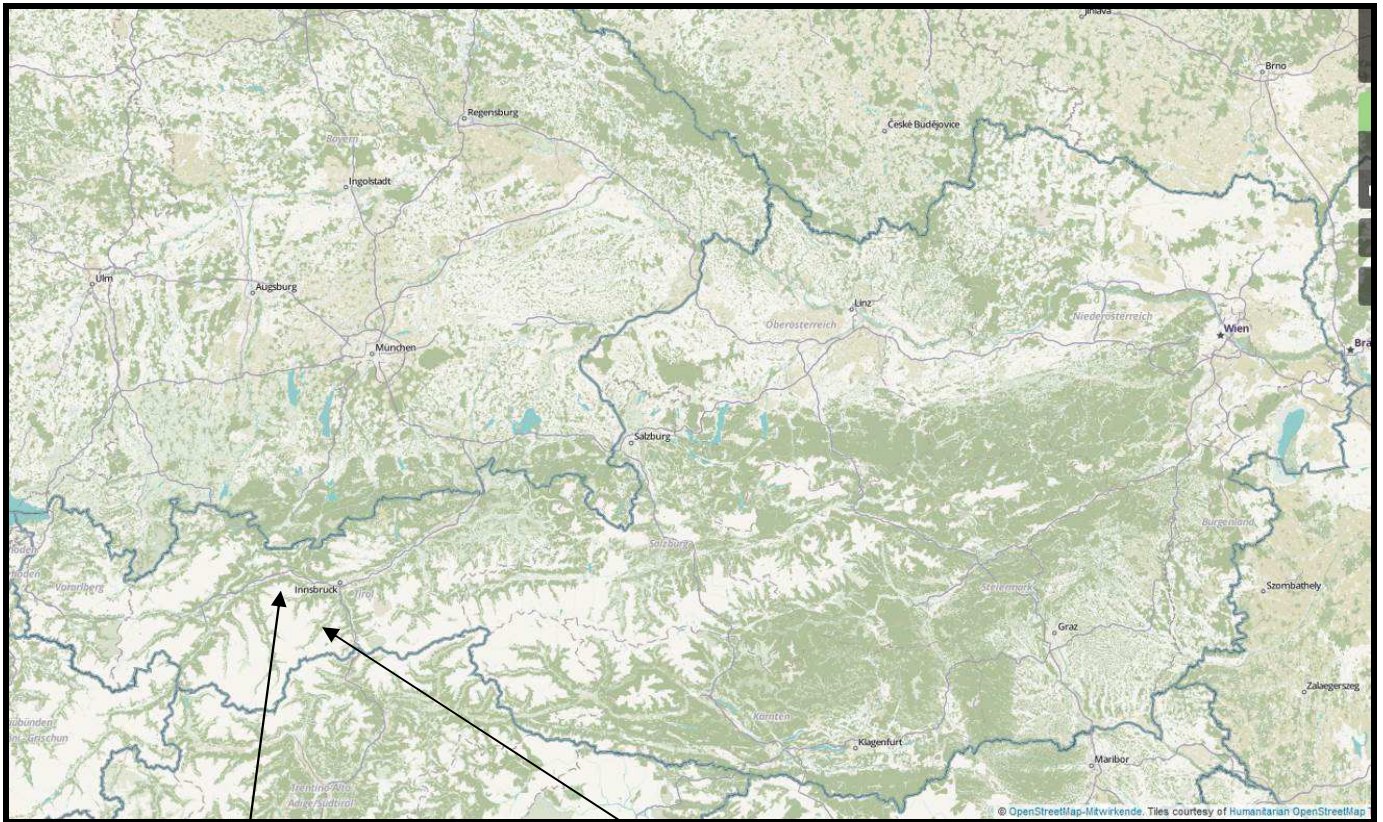 Jihlava
Brno
Regensburg
České Budějovice
Bayern
Ingolstadt
Ulm
Augsburg
Linz
Niederösterreich
Oberösterreich
Wien
München
Bra
Salzburg
Burgenland
Salzburg
Vorarlberg
Innsbruck
Tirol
Steiermark
Szombathely
Graz
Zalaegerszeg
Kärnten
Klagenfurt
Maribor
Trentino-Alto
Adige/Südtirol
© OpenStreetMap-Mitwirkende. Tiles courtesy of Humanitarian OpenStreetMap